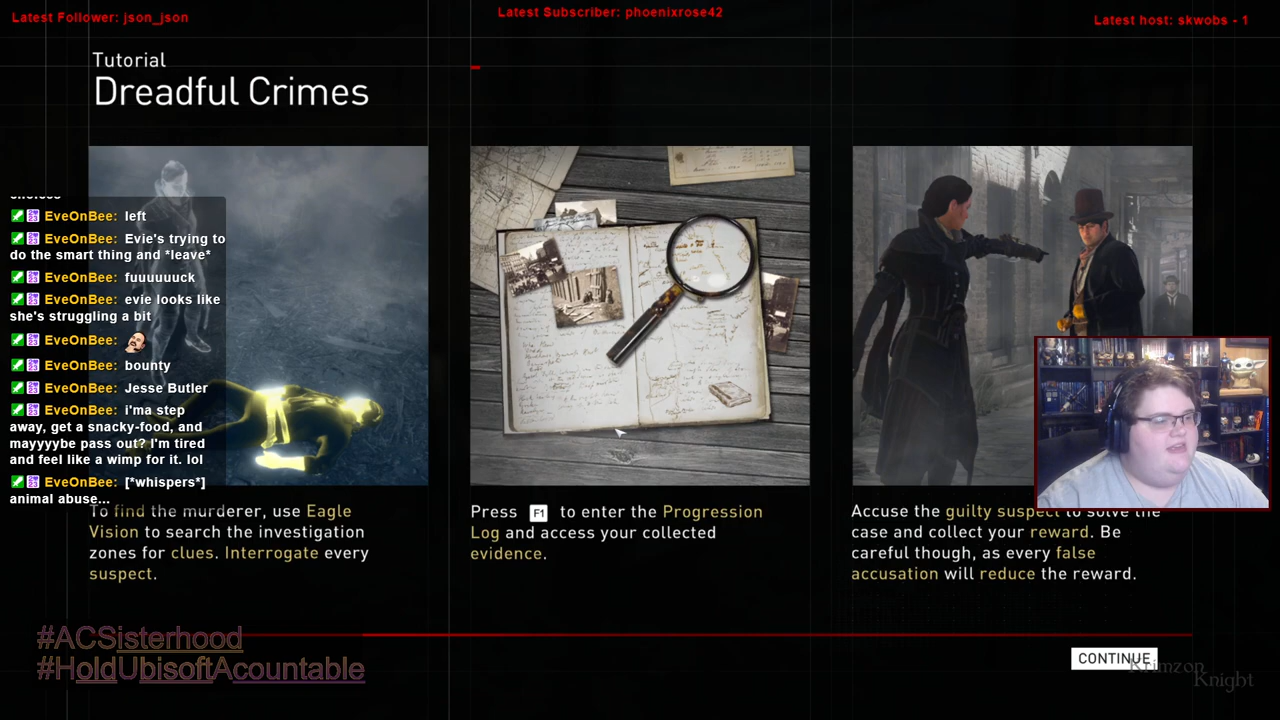 Latest Follower: json_json
Latest Subscriber: phoenixrose42
Latest host: skwobs - 1
Tutorial
Dreadful Crimes
EveOnBee: left
EveOnBee: Evie's trying to
do the smart thing and *leave*
EveOnBee: fuuuuuuck
EveOnBee: evie looks like
she's struggling a bit
EveOnBee:
EveOnBee: bounty
EveOnBee: Jesse Butler
EveOnBee: i'ma step
away, get a snacky-food, and
mayyyybe pass out? I'm tired
and feel like a wimp for it. lol
EveOnBee: [*whispers*]
animal abuse...
To find the murderer, use Eagle
Vision to search the investigation
zones for clues. Interrogate every
suspect.
Press F1 to enter the Progression
Log and access your collected
evidence.
Accuse the guilty suspect to solve the
case and collect your reward. Be
careful though, as every false
accusation will reduce the reward.
#ACSisterhood
#HoldUbisoftAcountable
CONTINUE
Krimzon
Knight